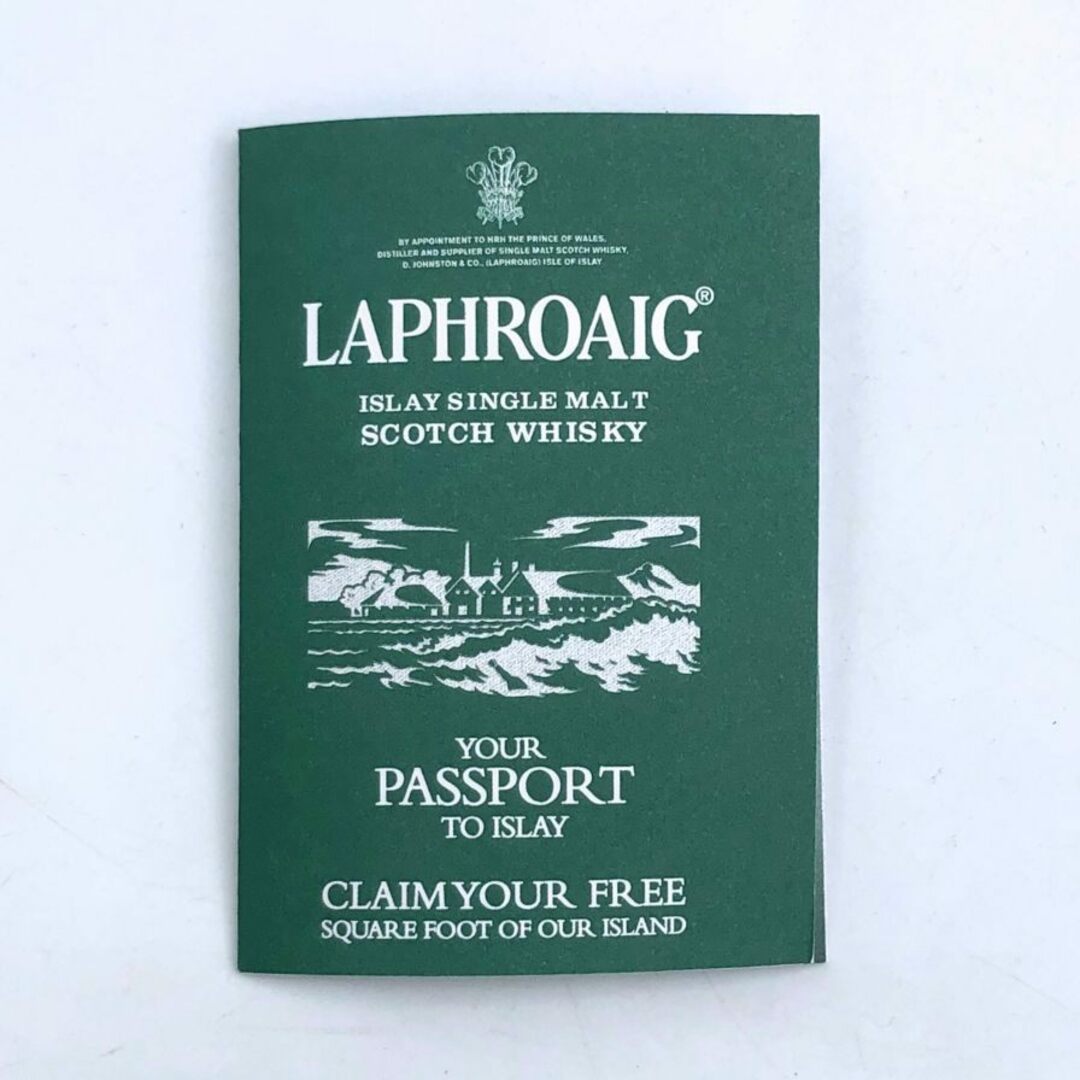 BY APPOINTMENT TO HRH THE PRINCE OF WALES,
DISTILLER AND SUPPLIER OF SINGLE MALT SCOTCH WHISKY,
D. JOHNSTON & CO., (LAPHROAIG) ISLE OF ISLAY
LAPHROAIG®
ISLAY SINGLE MALT
SCOTCH WHISKY
YOUR
PASSPORT
TO ISLAY
CLAIM YOUR FREE
SQUARE FOOT OF OUR ISLAND